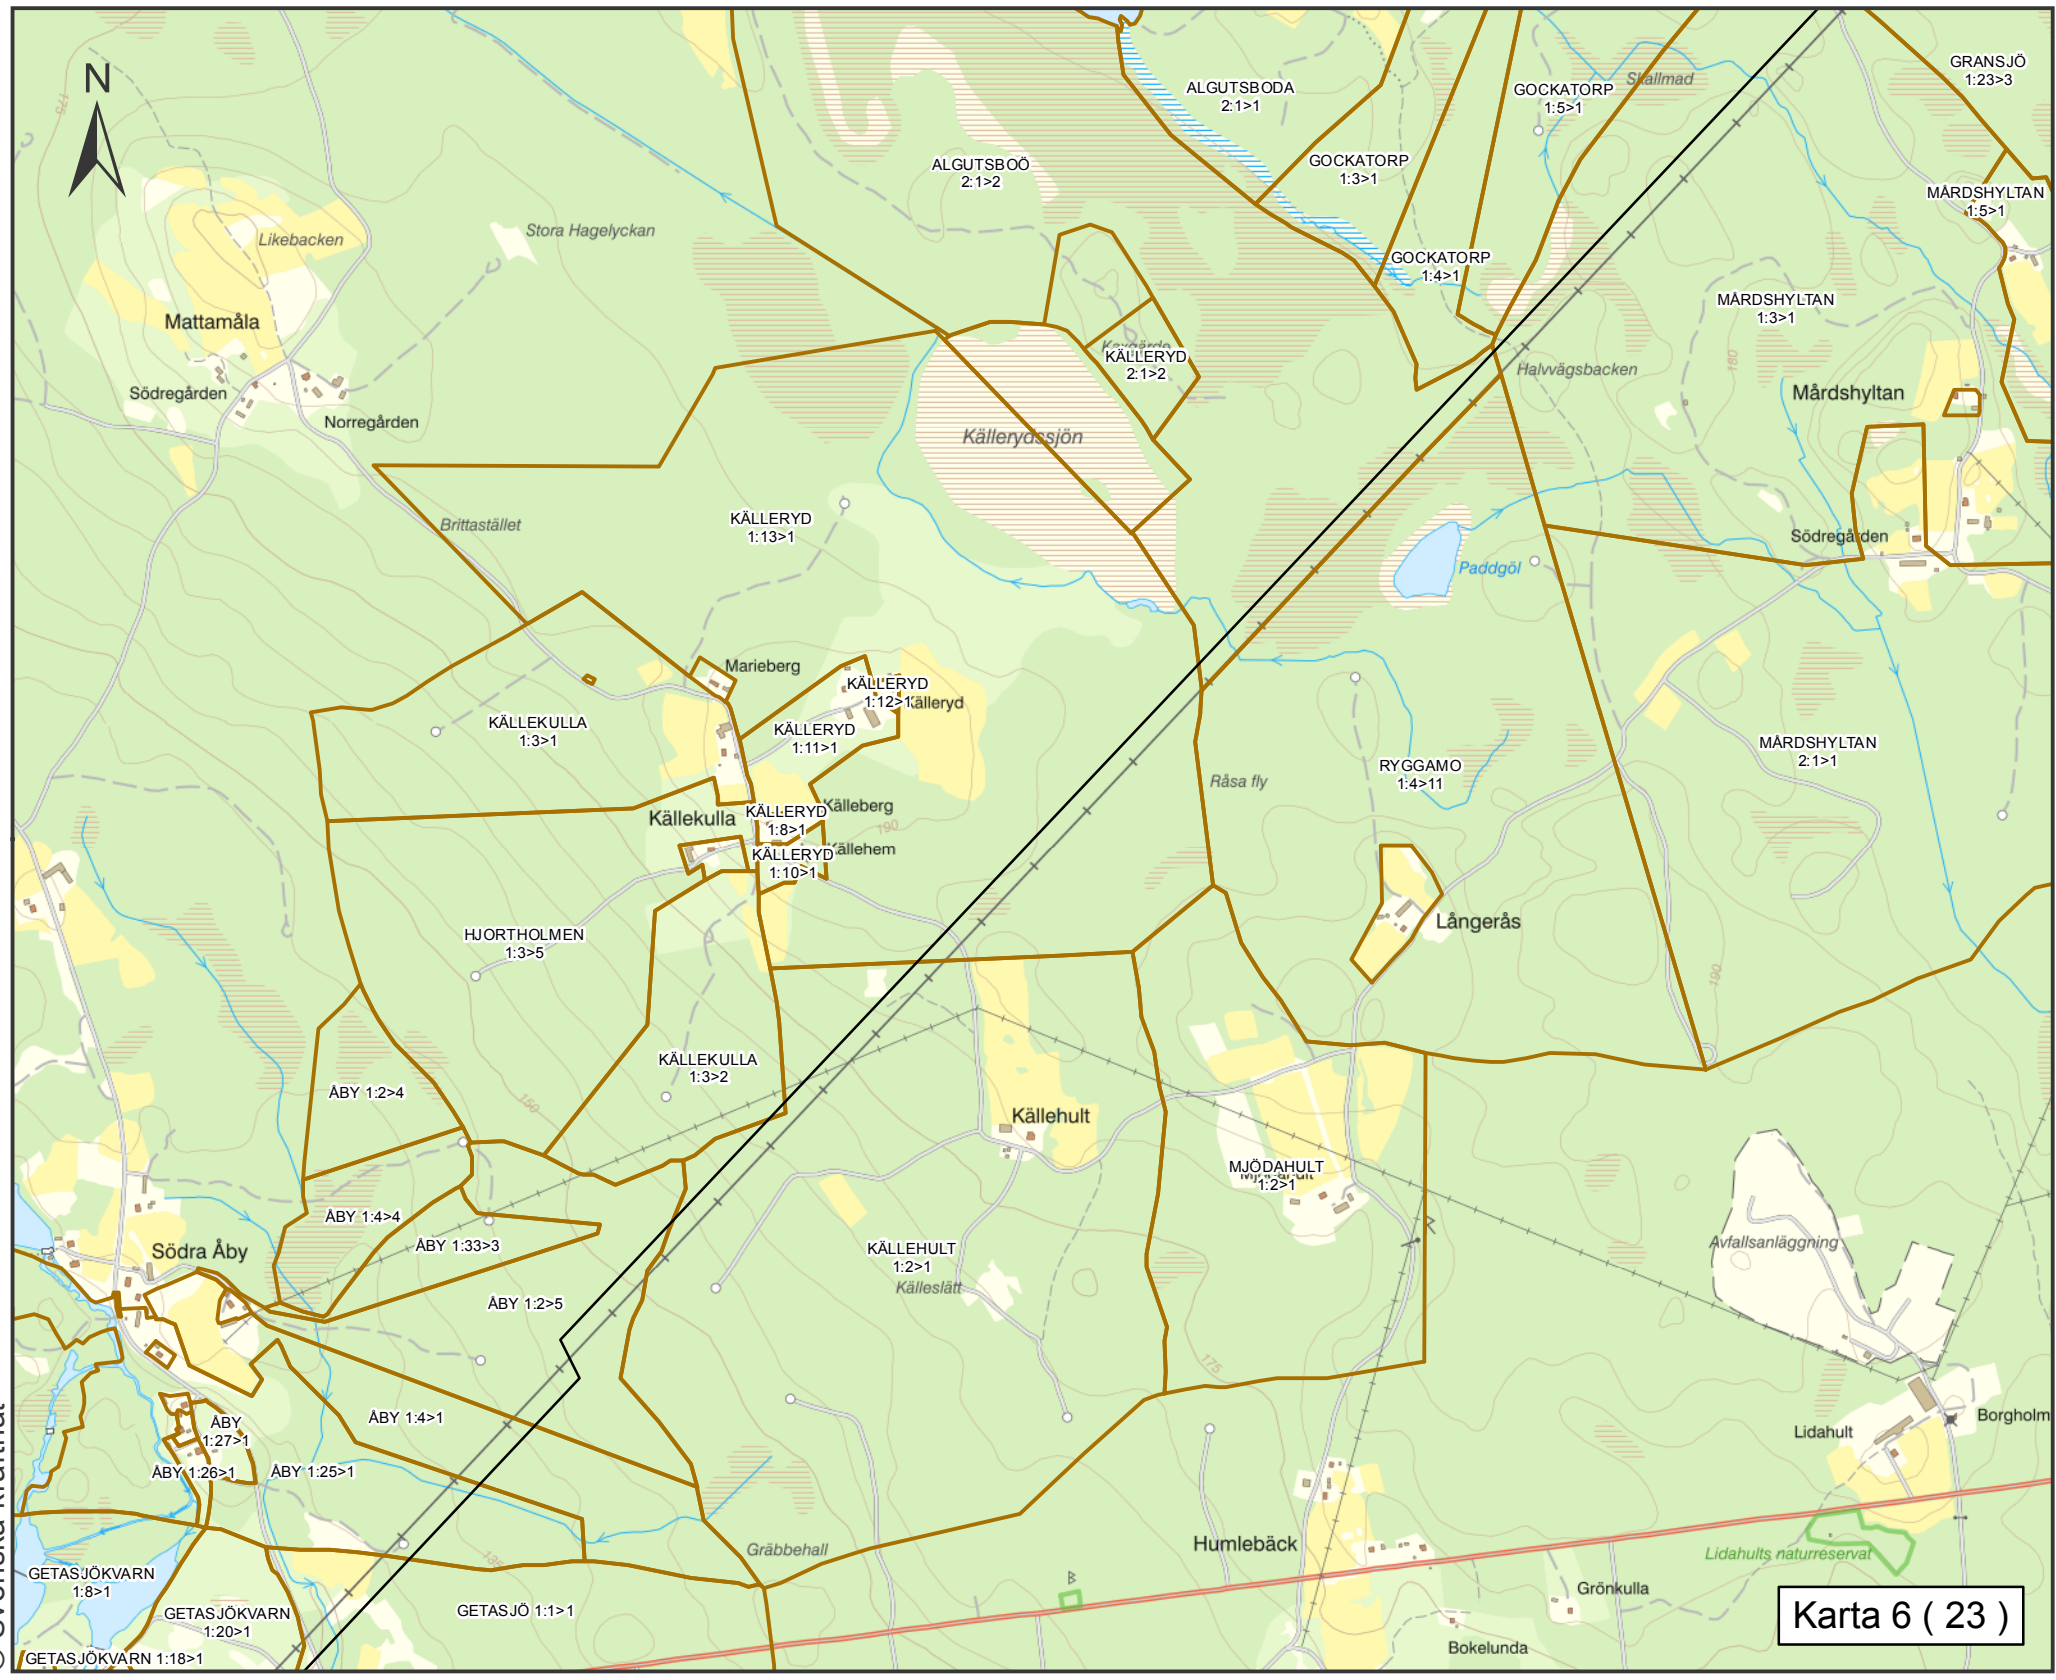 N
175
GRANSJÖ
1:23>3
ALGUTSBODA
2:1>1
GOCKATORP
1:5>1
Skallmad
ALGUTSBOÖ
2:1>2
GOCKATORP
1:3>1
MÅRDSHYLTAN
1:5>1
Likebacken
Stora Hagelyckan
GOCKATORP
1:4>1
MÅRDSHYLTAN
1:3>1
Mattamåla
KÄLLERYD
2:1>2
Halvvägsbacken
180
Södregården
Mårdshyltan
Norregården
Källerydssjön
Brittastället
KÄLLERYD
1:13>1
Södregården
Paddgöl
Marieberg
KÄLLERYD
1:12>1
Källeryd
KÄLLEKULLA
1:3>1
KÄLLERYD
1:11>1
MÅRDSHYLTAN
2:1>1
RYGGAMO
1:4>11
Råsa fly
Källeberg
Källekulla
KÄLLERYD
1:8>1
190
Källehem
KÄLLERYD
1:10>1
Långerås
HJORTHOLMEN
1:3>5
190
KÄLLEKULLA
1:3>2
ÅBY 1:2>4
150
Källehult
MJÖDAHULT
1:2>1
ÅBY 1:4>4
ÅBY 1:33>3
Södra Åby
KÄLLEHULT
1:2>1
Källeslätt
Avfallsanläggning
ÅBY 1:2>5
175
ÅBY 1:4>1
ÅBY
1:27>1
Lidahult
Borgholm
ÅBY 1:26>1
ÅBY 1:25>1
Gräbbehall
Humlebäck
Lidahults naturreservat
135
GETASJÖKVARN
1:8>1
B
Grönkulla
GETASJÖKVARN
1:20>1
GETASJÖ 1:1>1
Karta 6 ( 23 )
Bokelunda
GETASJÖKVARN 1:18>1